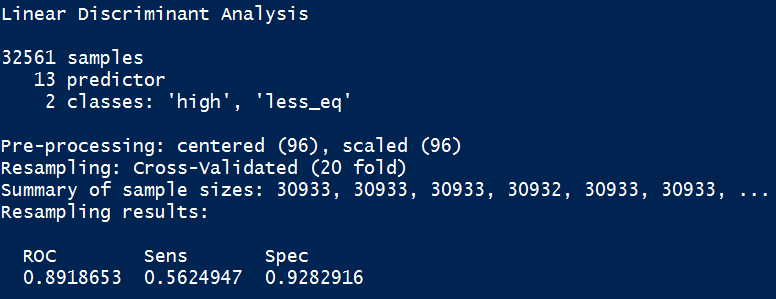 Linear Discriminant Analysis
32561 samples
13 predictor
2 classes: 'high', 'less_eq'
Pre-processing: centered (96), scaled (96)
Resampling: Cross-Validated (20 fold)
Summary of sample sizes: 30933, 30933, 30933, 30932, 30933, 30933, ...
Resampling results:
ROC Sens Spec
0.8918653 0.5624947 0.9282916